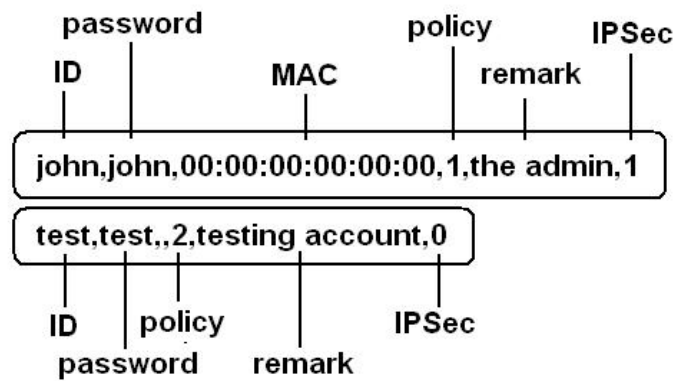 password policy IPSec
ID MAC remark
john,john,00:00:00:00:00:00,1,the admin,1
test,test,,2,testing account,0
ID policy IPSec
password remark